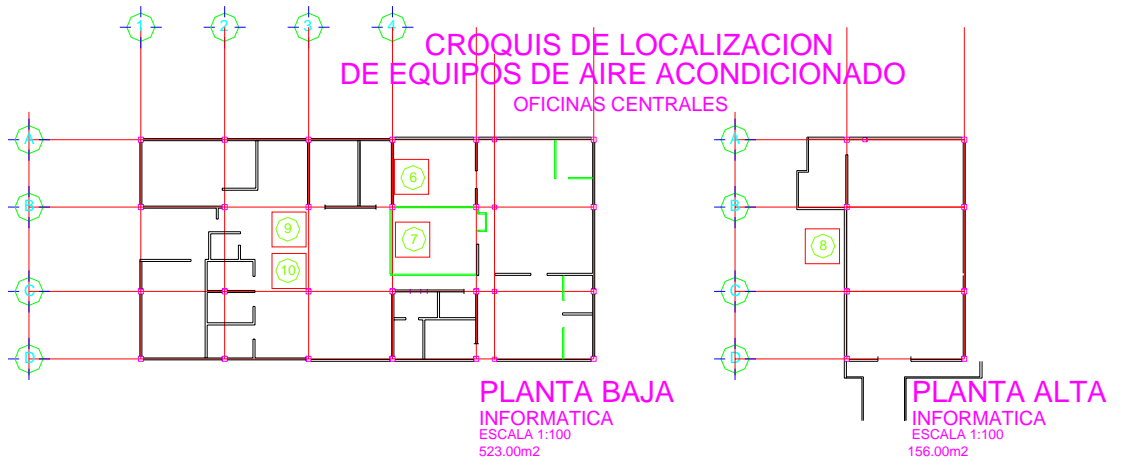 1 2 3 4
CROQUIS DE LOCALIZACION
DE EQUIPOS DE AIRE ACONDICIONADO
OFICINAS CENTRALES
A A
6
B B
9 7 8
10
C C
D D
PLANTA BAJA
INFORMATICA
ESCALA 1:100
523.00m2
PLANTA ALTA
INFORMATICA
ESCALA 1:100
156.00m2